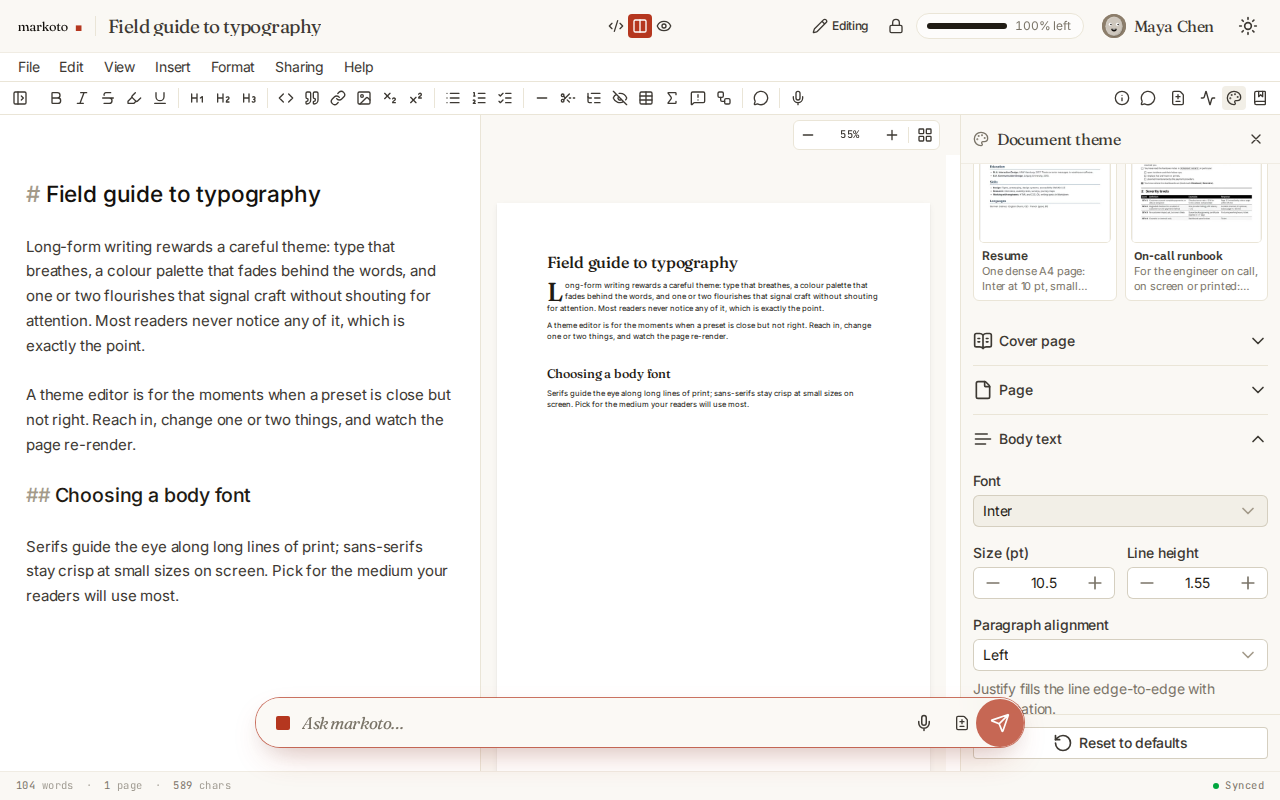 markoto
Field guide to typography
Editing
100% left
Maya Chen
File Edit View Insert Format Sharing Help
H1 H2 H3
55%
Document theme
# Field guide to typography
Long-form writing rewards a careful theme: type that
breathes, a colour palette that fades behind the words, and
one or two flourishes that signal craft without shouting for
attention. Most readers never notice any of it, which is
exactly the point.
A theme editor is for the moments when a preset is close but
not right. Reach in, change one or two things, and watch the
page re-render.
## Choosing a body font
Serifs guide the eye along long lines of print; sans-serifs
stay crisp at small sizes on screen. Pick for the medium your
readers will use most.
Field guide to typography
Long-form writing rewards a careful theme: type that breathes, a colour palette that
fades behind the words, and one or two flourishes that signal craft without shouting
for attention. Most readers never notice any of it, which is exactly the point.
A theme editor is for the moments when a preset is close but not right. Reach in, change
one or two things, and watch the page re-render.
Choosing a body font
Serifs guide the eye along long lines of print; sans-serifs stay crisp at small sizes on
screen. Pick for the medium your readers will use most.
Resume
One dense A4 page:
Inter at 10 pt, small...
On-call runbook
For the engineer on call,
on screen or printed:...
Cover page
Page
Body text
Font
Inter
Size (pt)
10.5
Line height
1.55
Paragraph alignment
Left
Justify fills the line edge-to-edge with
Reset to defaults
Ask markoto...
104 words · 1 page · 589 chars
Synced